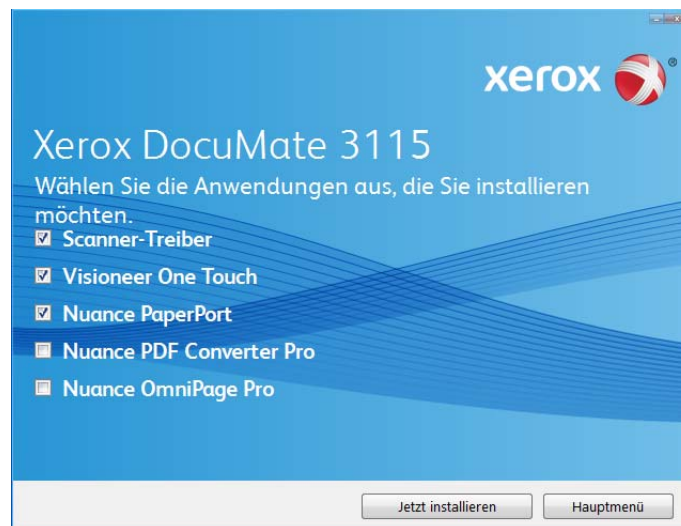 xerox ®
Xerox DocuMate 3115
Wählen Sie die Anwendungen aus, die Sie installieren
möchten.
Scanner-Treiber
Visioneer One Touch
Nuance PaperPort
Nuance PDF Converter Pro
Nuance OmniPage Pro
Jetzt installieren Hauptmenü